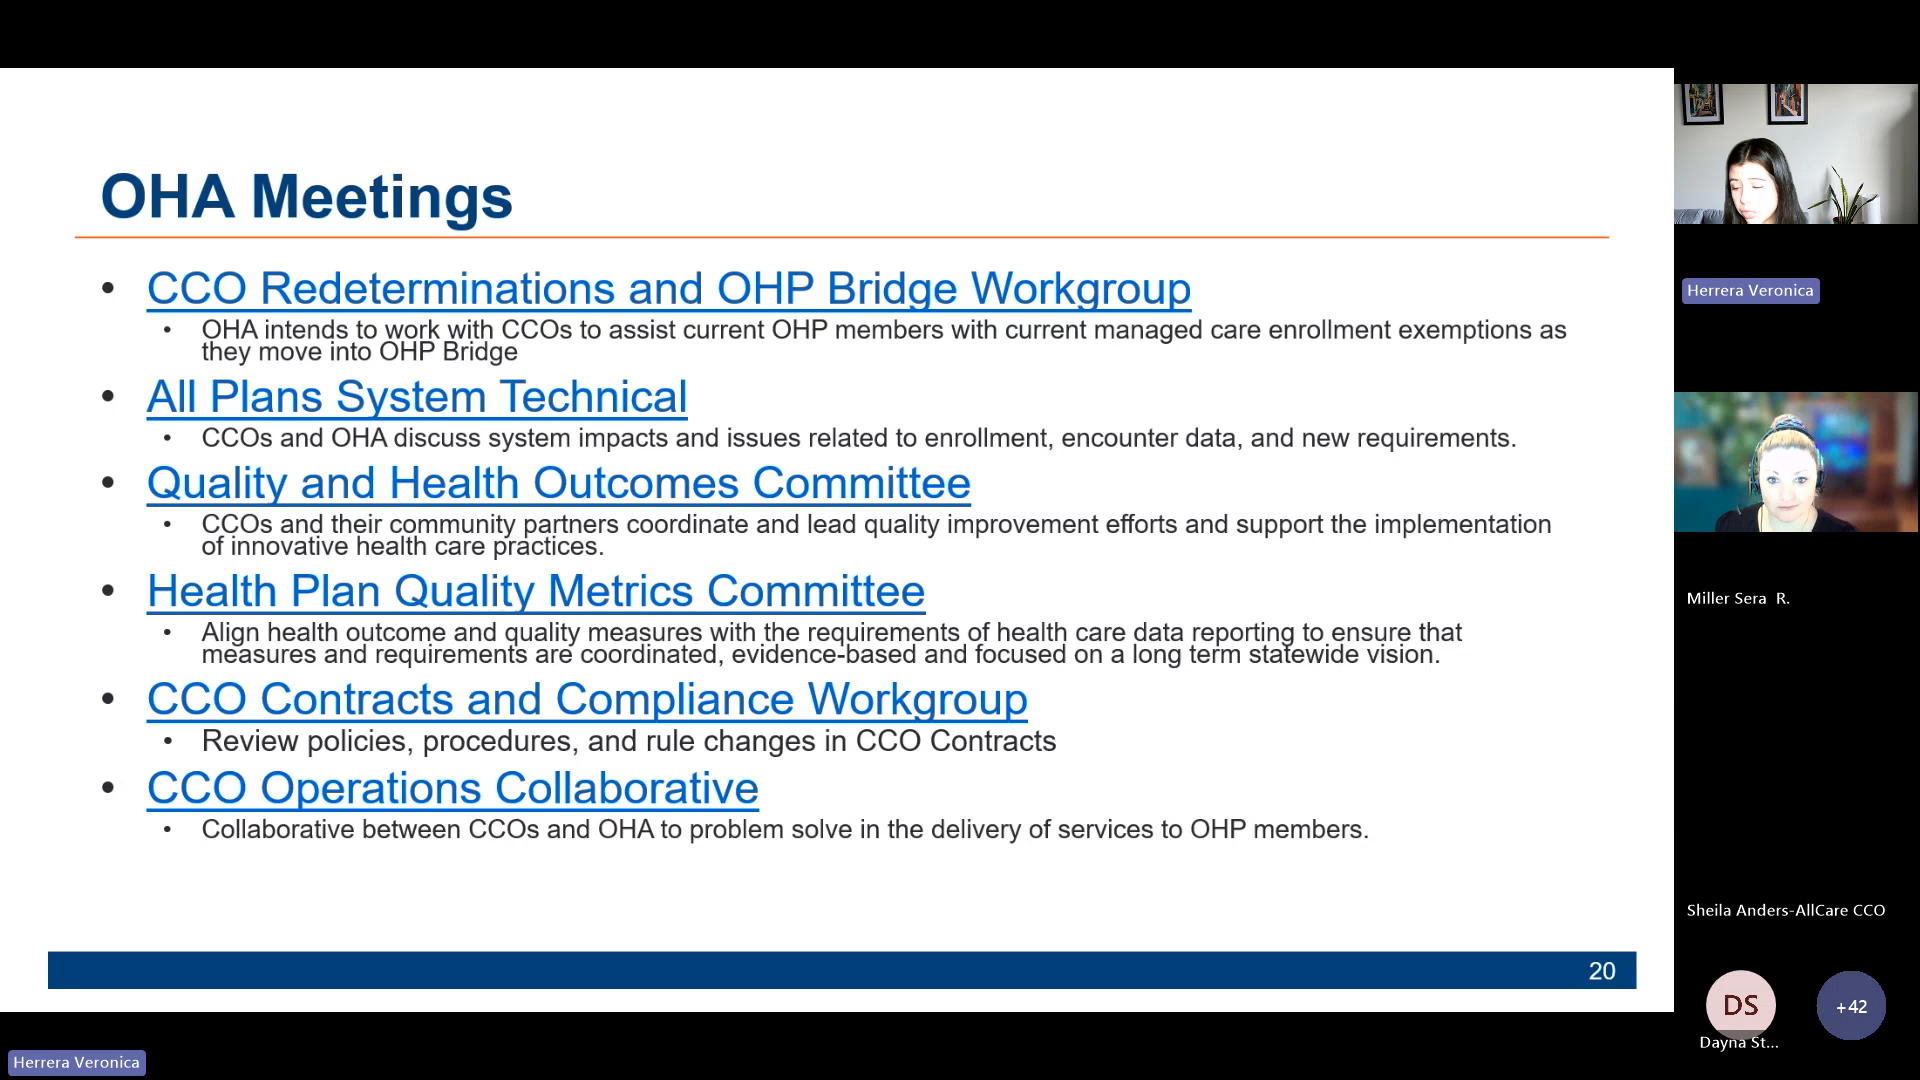 OHA Meetings
• CCO Redeterminations and OHP Bridge Workgroup
• OHA intends to work with CCOs to assist current OHP members with current managed care enrollment exemptions as
they move into OHP Bridge
• All Plans System Technical
• CCOs and OHA discuss system impacts and issues related to enrollment, encounter data, and new requirements.
• Quality and Health Outcomes Committee
• CCOs and their community partners coordinate and lead quality improvement efforts and support the implementation
of innovative health care practices.
• Health Plan Quality Metrics Committee
• Align health outcome and quality measures with the requirements of health care data reporting to ensure that
measures and requirements are coordinated, evidence-based and focused on a long term statewide vision.
• CCO Contracts and Compliance Workgroup
• Review policies, procedures, and rule changes in CCO Contracts
• CCO Operations Collaborative
• Collaborative between CCOs and OHA to problem solve in the delivery of services to OHP members.
20
Herrera Veronica
Miller Sera R.
Sheila Anders-AllCare CCO
DS
+42
Dayna St...
Herrera Veronica